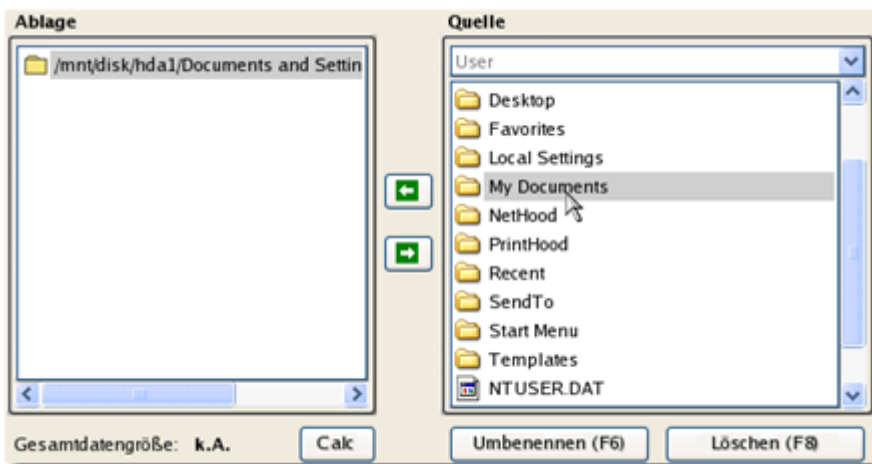 Ablage
/mnt/disk/hda1/Documents and Settin
Gesamtdatengröße: k.A.
Calc
Quelle
User
Desktop
Favorites
Local Settings
My Documents
NetHood
PrintHood
Recent
SendTo
Start Menu
Templates
NTUSER.DAT
Umbenennen (F6)
Löschen (F8)